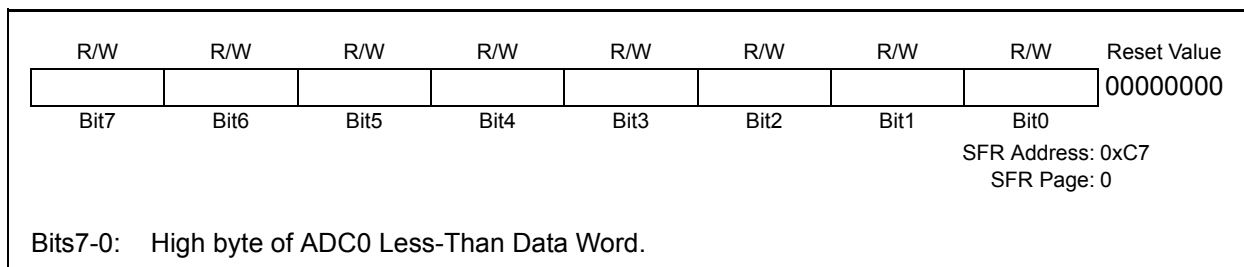 R/W R/W R/W R/W R/W R/W R/W R/W Reset Value
00000000
Bit7 Bit6 Bit5 Bit4 Bit3 Bit2 Bit1 Bit0
SFR Address: 0xC7
SFR Page: 0
Bits7-0: High byte of ADC0 Less-Than Data Word.